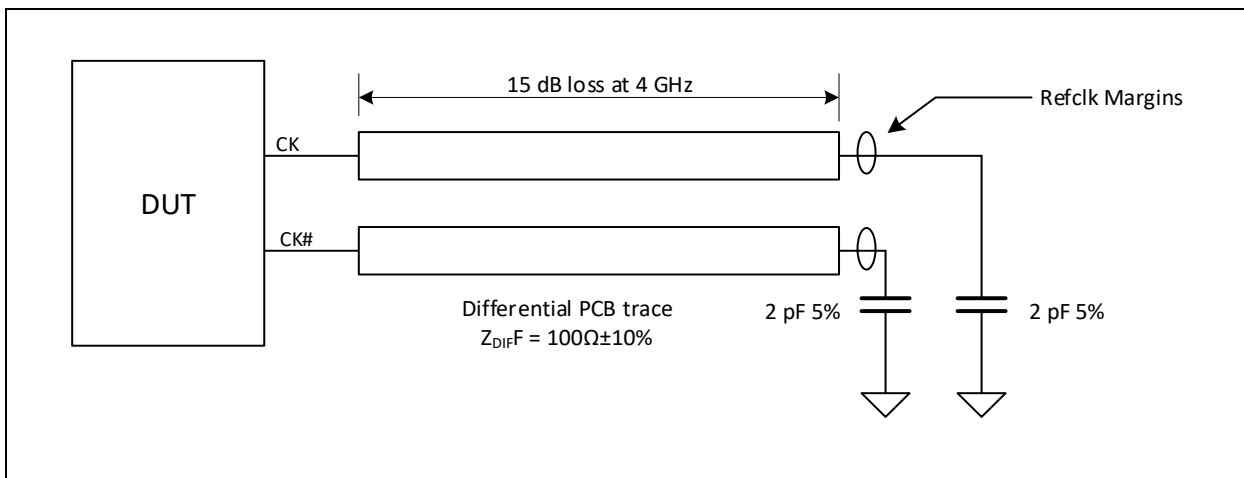 15 dB loss at 4 GHz
Refclk Margins
CK
DUT
CK#
Differential PCB trace
2 pF 5%
2 pF 5%
Z_DIFF = 100Ω±10%